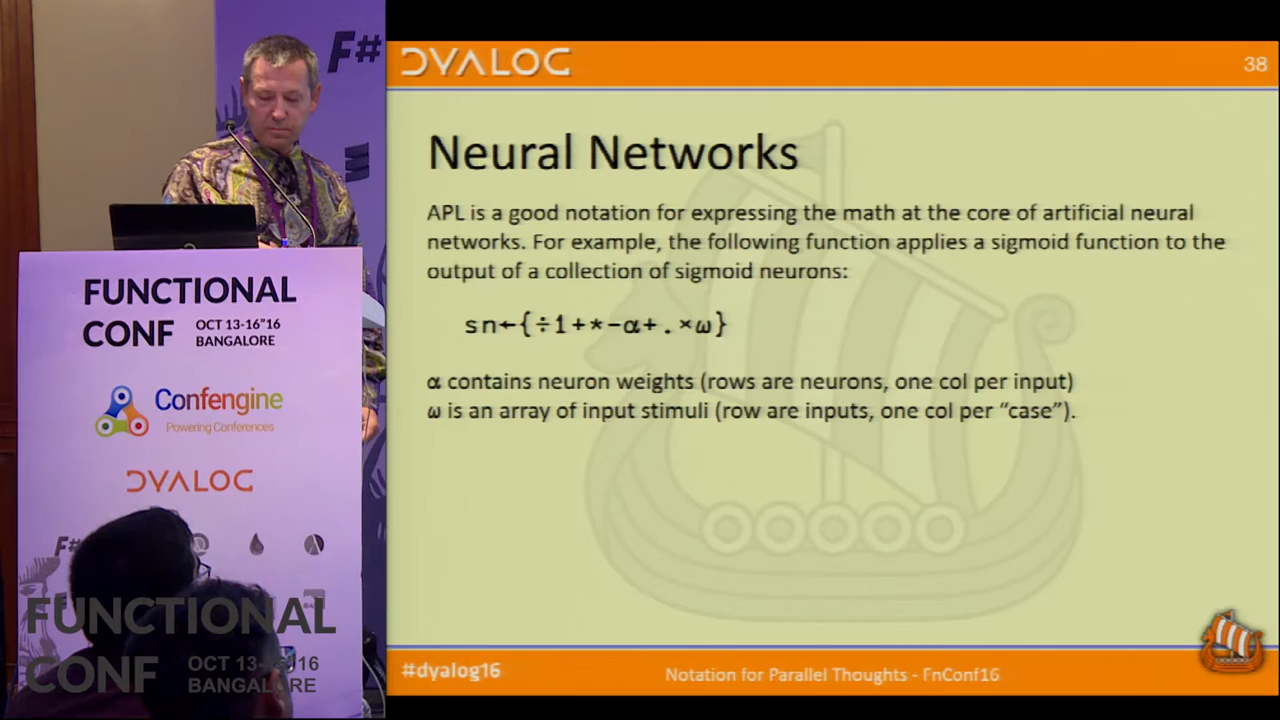 F#
FUNCTIONAL
CONF
OCT 13-16"16
BANGALORE
Confengine
Powering Conferences
DYALOG
F#
FUNCTIONAL
CONF
OCT 13-16 16
BANGALORE
DYALOG
38
Neural Networks
APL is a good notation for expressing the math at the core of artificial neural
networks. For example, the following function applies a sigmoid function to the
output of a collection of sigmoid neurons:
sn←{÷1+*-⍺+.×⍵}
⍺ contains neuron weights (rows are neurons, one col per input)
⍵ is an array of input stimuli (row are inputs, one col per “case”).
#dyalog16
Notation for Parallel Thoughts - FnConf16